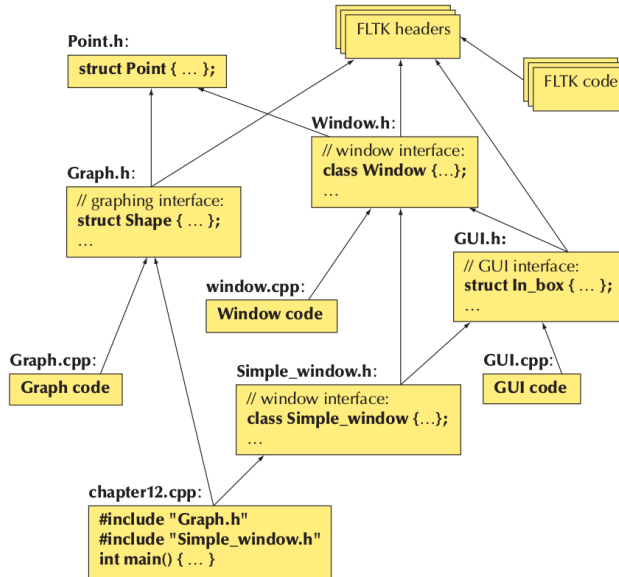 FLTK headers
Point.h:
struct Point { … };
FLTK code
Window.h:
// window interface:
class Window {…};
…
Graph.h:
// graphing interface:
struct Shape { … };
…
GUI.h:
// GUI interface:
struct In_box { … };
…
window.cpp:
Window code
Graph.cpp:
Graph code
Simple_window.h:
// window interface:
class Simple_window {…};
…
GUI.cpp:
GUI code
chapter12.cpp:
#include "Graph.h"
#include "Simple_window.h"
int main() { … }